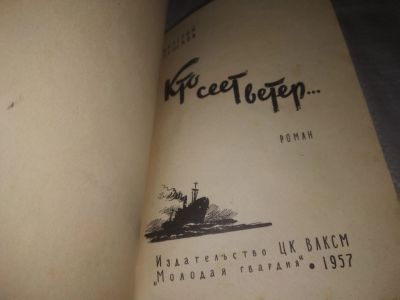 Кто сеет ветер...
РОМАН
Издательство ЦК ВЛКСМ
„Молодая гвардия“ • 1957